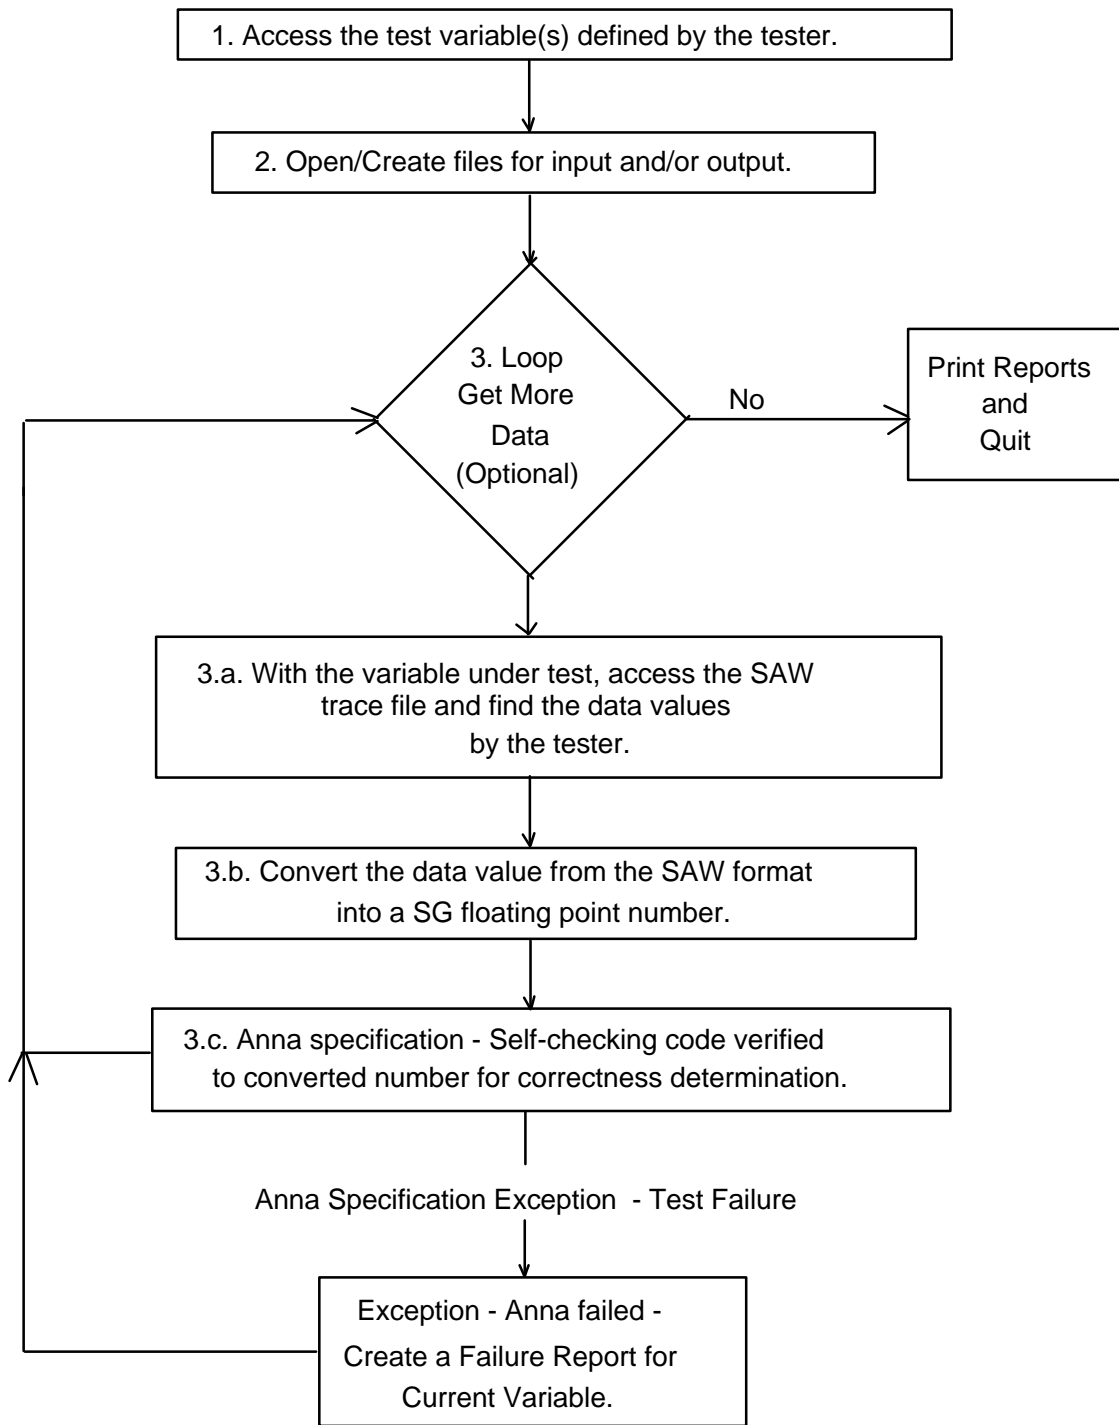 1. Access the test variable(s) defined by the tester.
2. Open/Create files for input and/or output.
3. Loop
Get More
Data
(Optional)
No
Print Reports
and
Quit
3.a. With the variable under test, access the SAW
trace file and find the data values
by the tester.
3.b. Convert the data value from the SAW format
into a SG floating point number.
3.c. Anna specification - Self-checking code verified
to converted number for correctness determination.
Anna Specification Exception - Test Failure
Exception - Anna failed -
Create a Failure Report for
Current Variable.